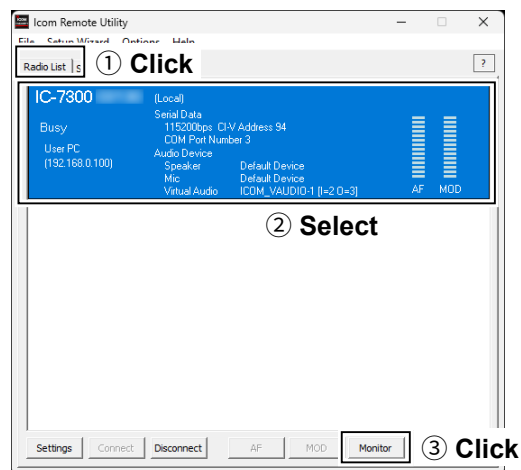 Icom Remote Utility
File Setup Wizard Options Help
Radio List
① Click
?
IC-7300 (Local)
Busy
User PC
(192.168.0.100)
Serial Data
115200bps CI-V Address 94
COM Port Number 3
Audio Device
Speaker Default Device
Mic Default Device
Virtual Audio ICOM_VAUDIO-1 [I=2 O=3]
AF MOD
② Select
Settings Connect Disconnect AF MOD Monitor
③ Click